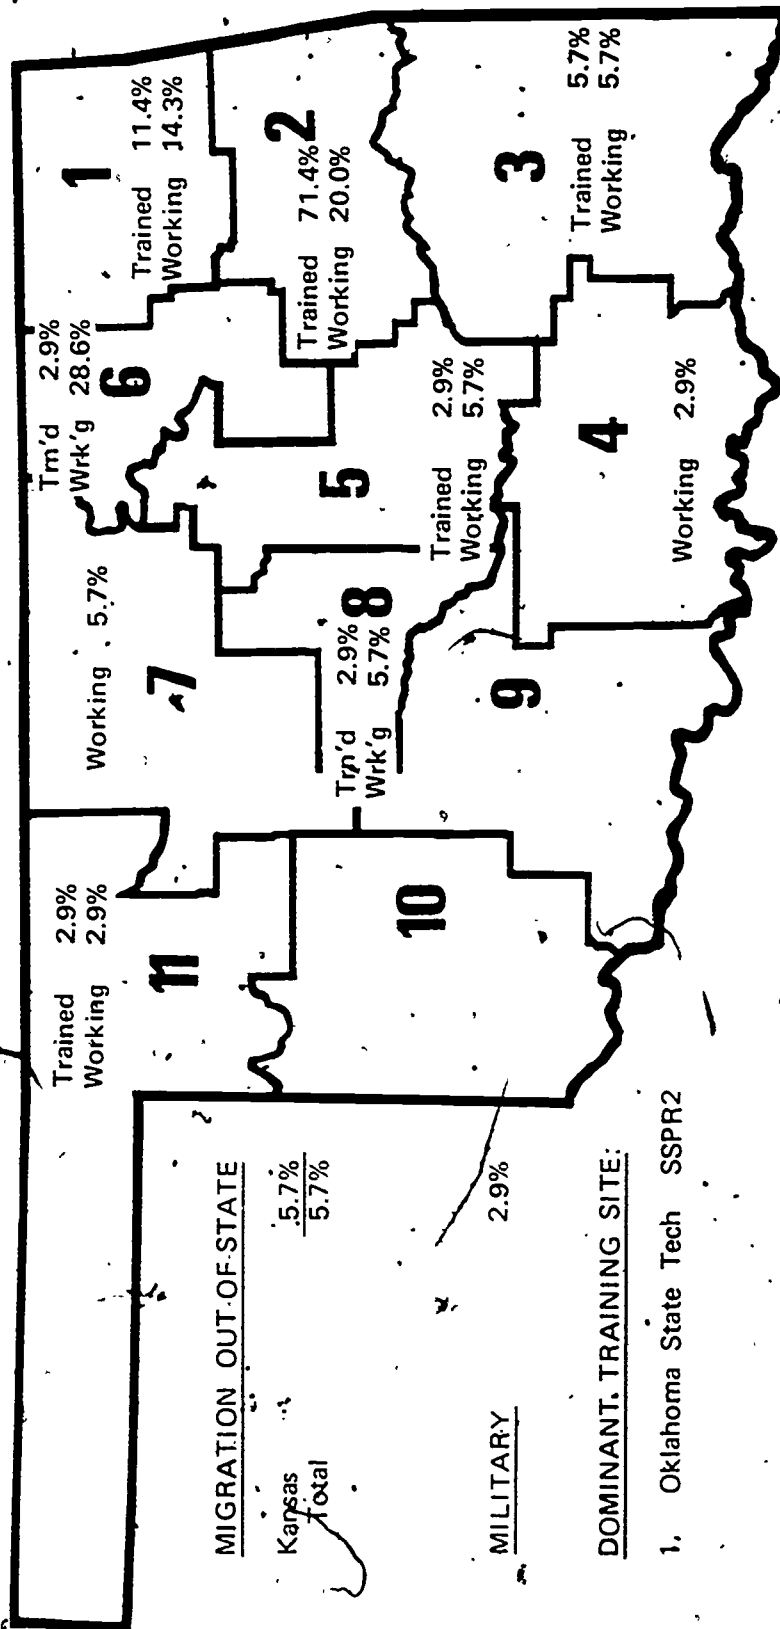 Trained 2.9%
Working 2.9%
11
Working 5.7%
7
Trn'd 2.9%
Wrk'g 28.6%
6
1
Trained 11.4%
Working 14.3%
2
Trained 71.4%
Working 20.0%
5
Trained 2.9%
Working 5.7%
8
Trn'd 2.9%
Wrk'g 5.7%
10
9
3
Trained 5.7%
Working 5.7%
4
Working 2.9%
MIGRATION OUT-OF-STATE
Kansas 5.7%
Total 5.7%
MILITARY 2.9%
DOMINANT TRAINING SITE:
1. Oklahoma State Tech SSPR2